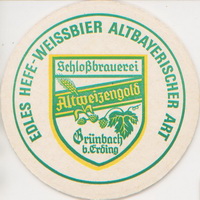 EDLES HEFE-WEISSBIER ALTBAYERISCHER ART
Schloßbrauerei
Altweizengold
Grünbach
b. Erding